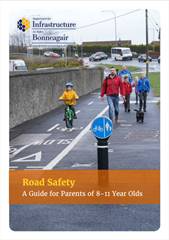 Department for
Infrastructure
Bonneagair
Road Safety
A Guide for Parents of 8-11 Year Olds